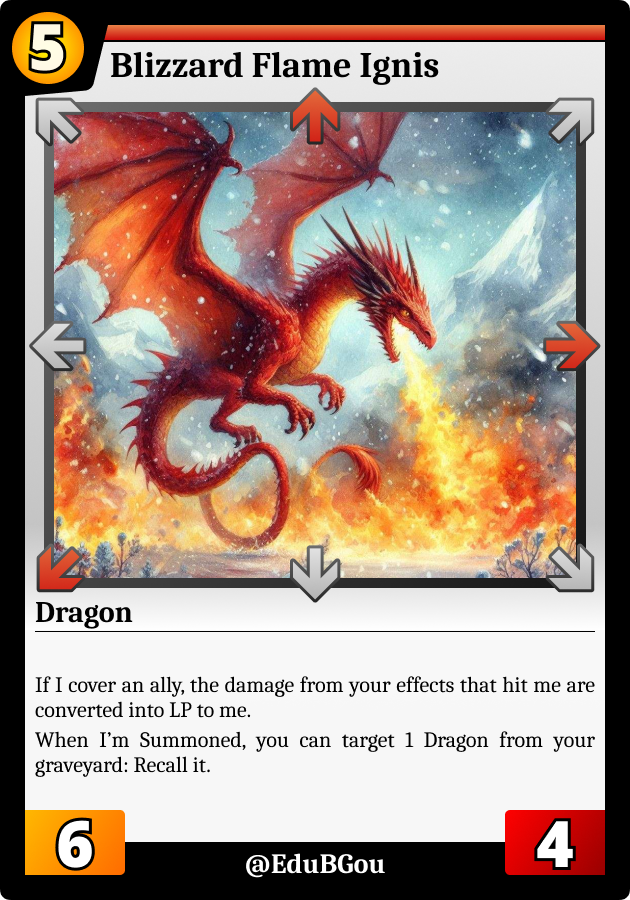 5
Blizzard Flame Ignis
Dragon
If I cover an ally, the damage from your effects that hit me are
converted into LP to me.
When I’m Summoned, you can target 1 Dragon from your
graveyard: Recall it.
6
@EduBGou
4